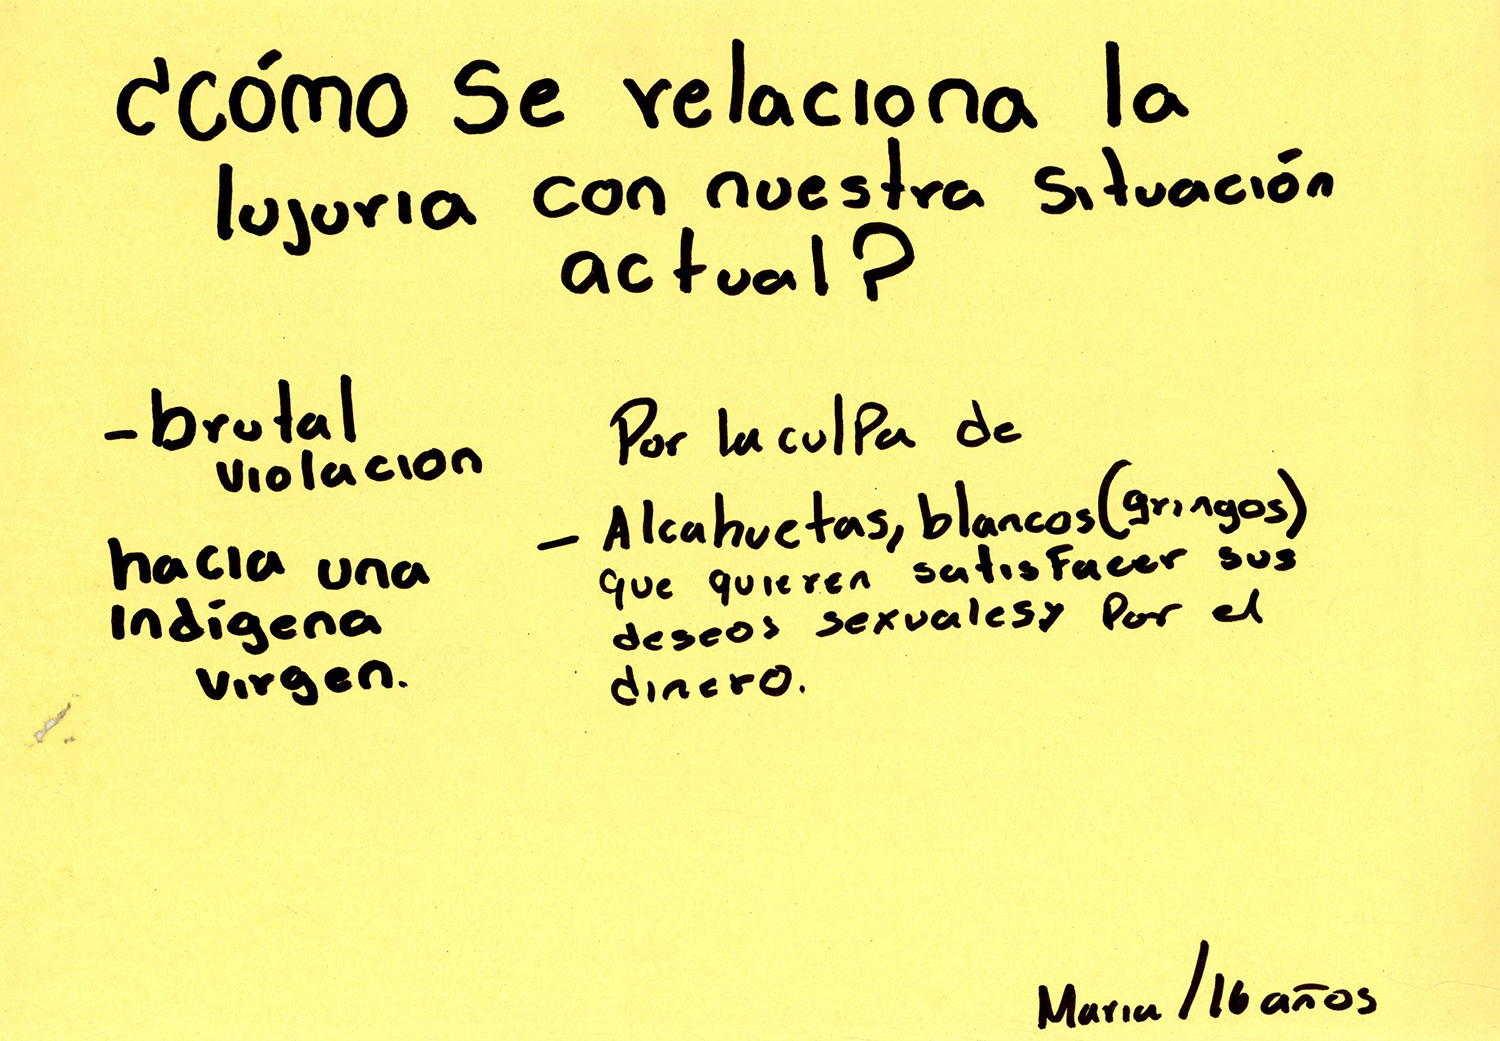 ¿Cómo Se relaciona la
lujuria con nuestra situación
actual?
- brutal
violacion
hacia una
indígena
virgen.
Por la culpa de
- Alcahuetas, blancos (gringos)
que quieren satisfacer sus
deseos sexuales y por el
dinero.
Maria / 16 años